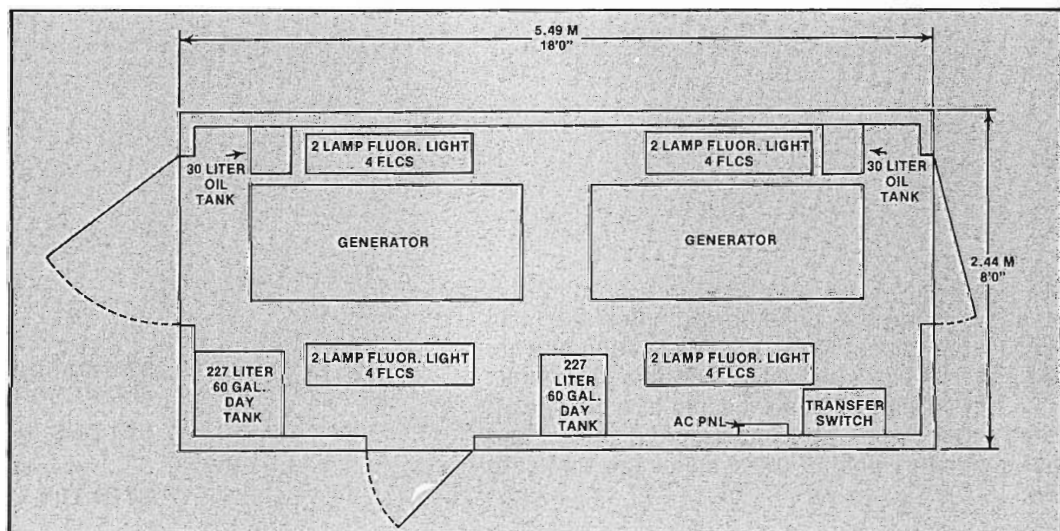 5.49 M
18'0"
2 LAMP FLUOR. LIGHT
4 FLCS
2 LAMP FLUOR. LIGHT
4 FLCS
30 LITER
OIL
TANK
30 LITER
OIL
TANK
GENERATOR
GENERATOR
2.44 M
8'0"
2 LAMP FLUOR. LIGHT
4 FLCS
2 LAMP FLUOR. LIGHT
4 FLCS
227 LITER
60 GAL.
DAY
TANK
227
LITER
60 GAL.
DAY
TANK
AC PNL
TRANSFER
SWITCH